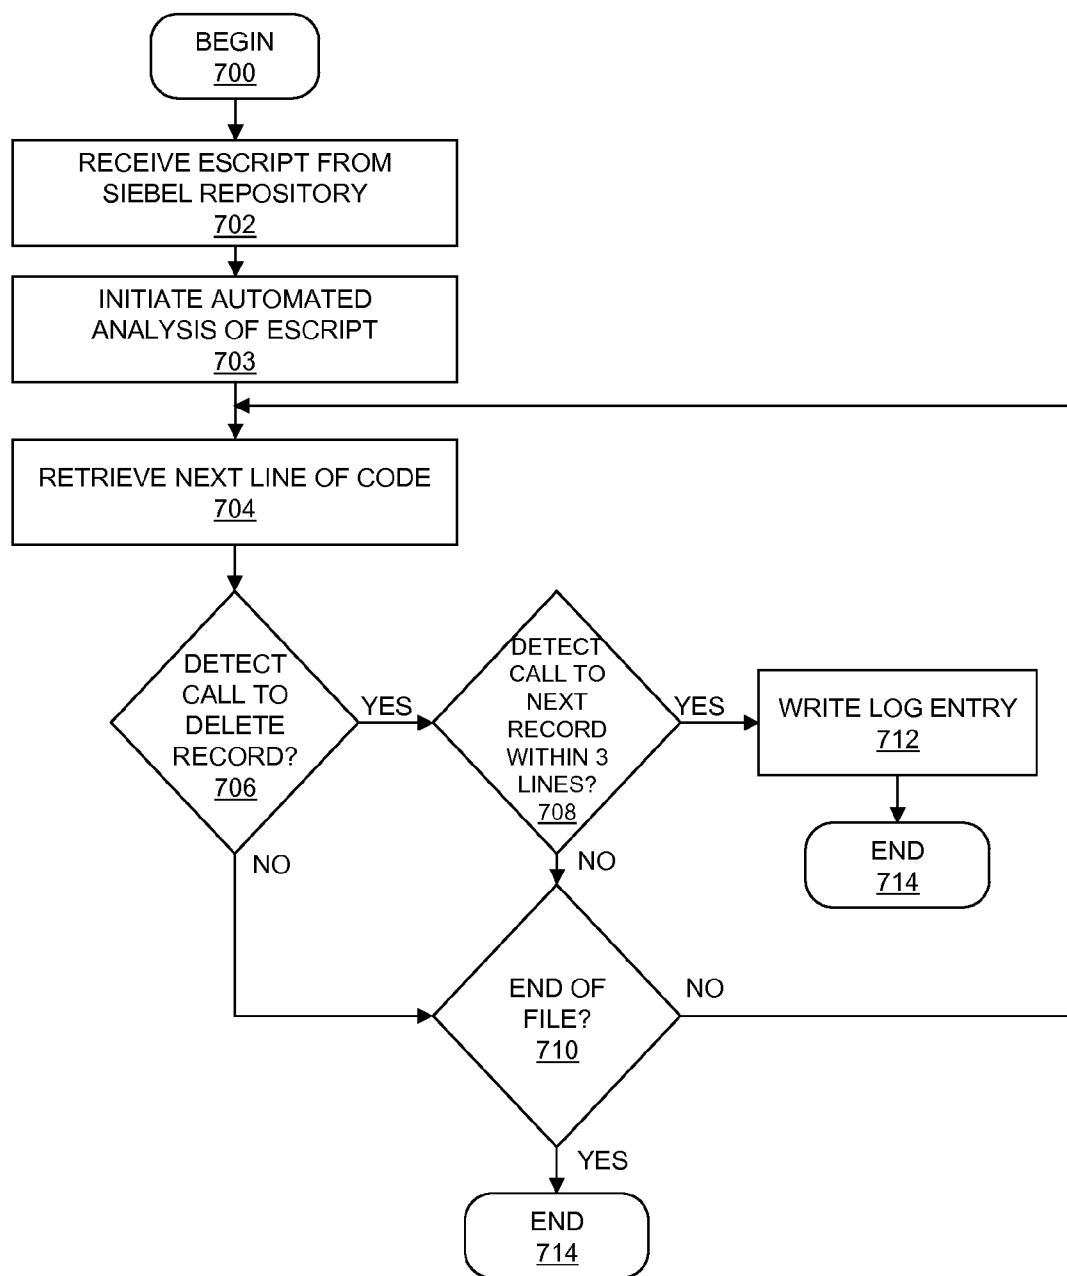 BEGIN
700
RECEIVE ESCRIPT FROM
SIEBEL REPOSITORY
702
INITIATE AUTOMATED
ANALYSIS OF ESCRIPT
703
RETRIEVE NEXT LINE OF CODE
704
DETECT
CALL TO
DELETE
RECORD?
706
YES
NO
DETECT
CALL TO
NEXT
RECORD
WITHIN 3
LINES?
708
YES
NO
WRITE LOG ENTRY
712
END
714
END OF
FILE?
710
NO
YES
END
714